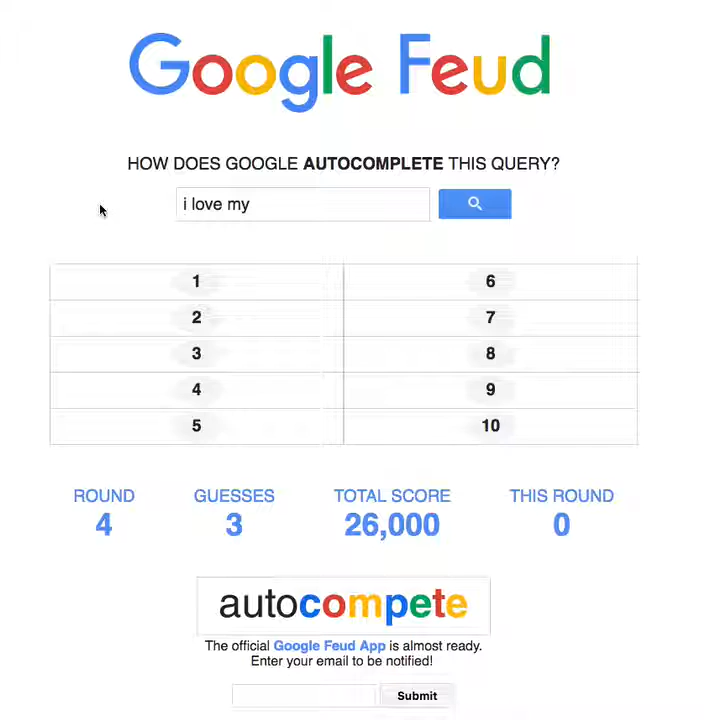 Google Feud
HOW DOES GOOGLE AUTOCOMPLETE THIS QUERY?
i love my
1 6
2 7
3 8
4 9
5 10
ROUND GUESSES TOTAL SCORE THIS ROUND
4 3 26,000 0
autocompete
The official Google Feud App is almost ready.
Enter your email to be notified!
Submit